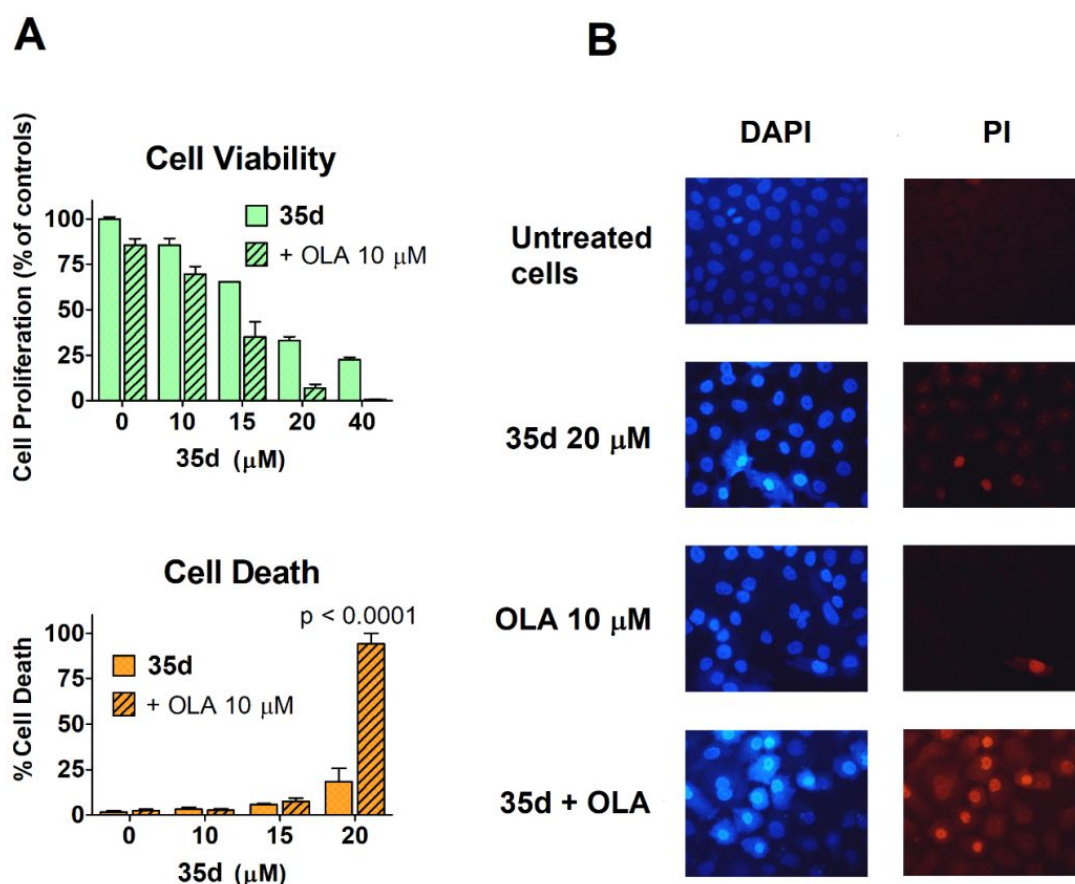 A
B
Cell Viability
Cell Proliferation (% of controls)
100
75
50
25
0
35d
+ OLA 10 μM
0 10 15 20 40
35d (μM)
Cell Death
p < 0.0001
% Cell Death
100
75
50
25
0
35d
+ OLA 10 μM
0 10 15 20
35d (μM)
DAPI PI
Untreated
cells
35d 20 μM
OLA 10 μM
35d + OLA